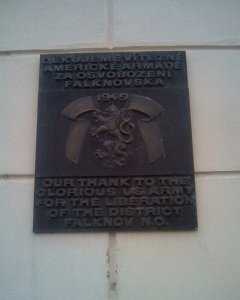 DĚKUJEME VÍTĚZNÉ
AMERICKÉ ARMÁDĚ
ZA OSVOBOZENÍ
FALKNOVSKA
1945
OUR THANK TO THE
GLORIOUS US ARMY
FOR THE LIBERATION
OF THE DISTRICT
FALKNOV N.O.